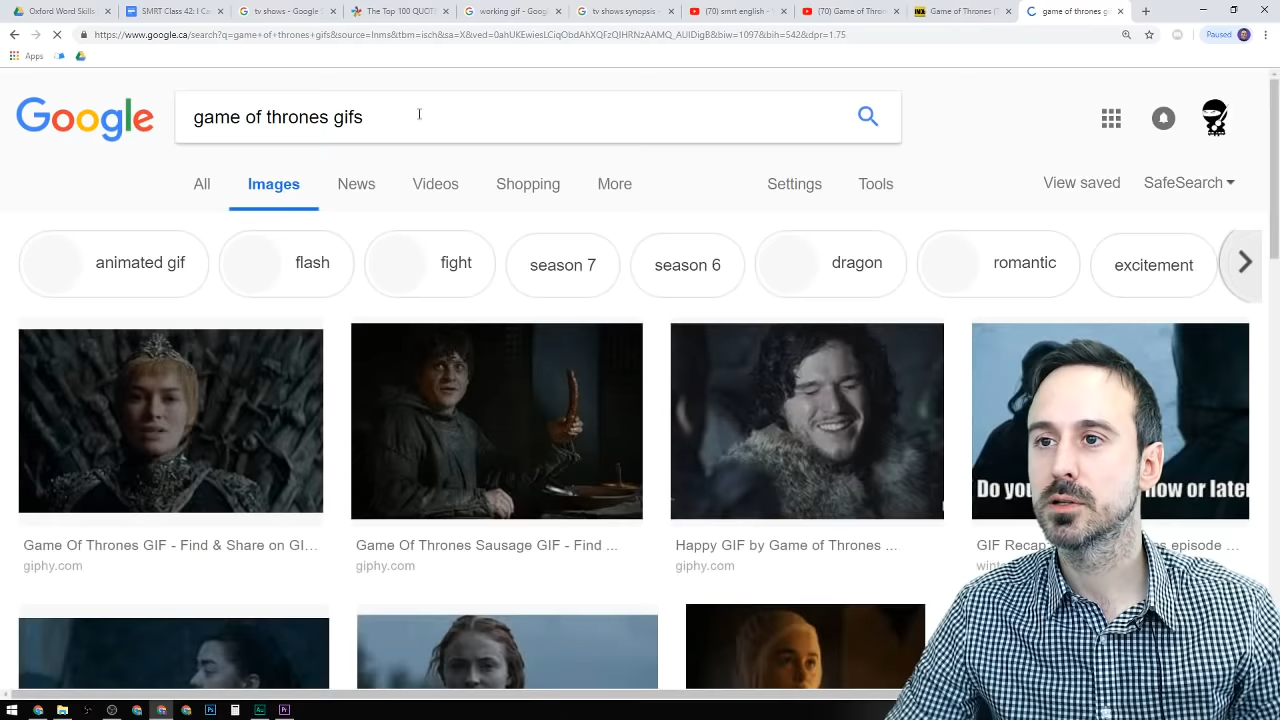 Oxford Word Skills
SMRT Class 42: I Ca
tv shows - Google S
The Top 100 QUOT
working gif - Googl
tv shows synopsis -
(70) smrt english -
(70) Game of Thron
Game of Thrones (T
game of thrones gi
https://www.google.ca/search?q=game+of+thrones+gifs&source=lnms&tbm=isch&sa=X&ved=0ahUKEwiesLCiqObdAhXQFzQIHRNzAAMQ_AUIDigB&biw=1097&bih=542&dpr=1.75
Paused
Apps
Google
game of thrones gifs
All Images News Videos Shopping More Settings Tools View saved SafeSearch
animated gif flash fight season 7 season 6 dragon romantic excitement
Do you now or later
Game Of Thrones GIF - Find & Share on GI...
Game Of Thrones Sausage GIF - Find ...
Happy GIF by Game of Thrones ...
GIF Recap episode ...
giphy.com
giphy.com
giphy.com